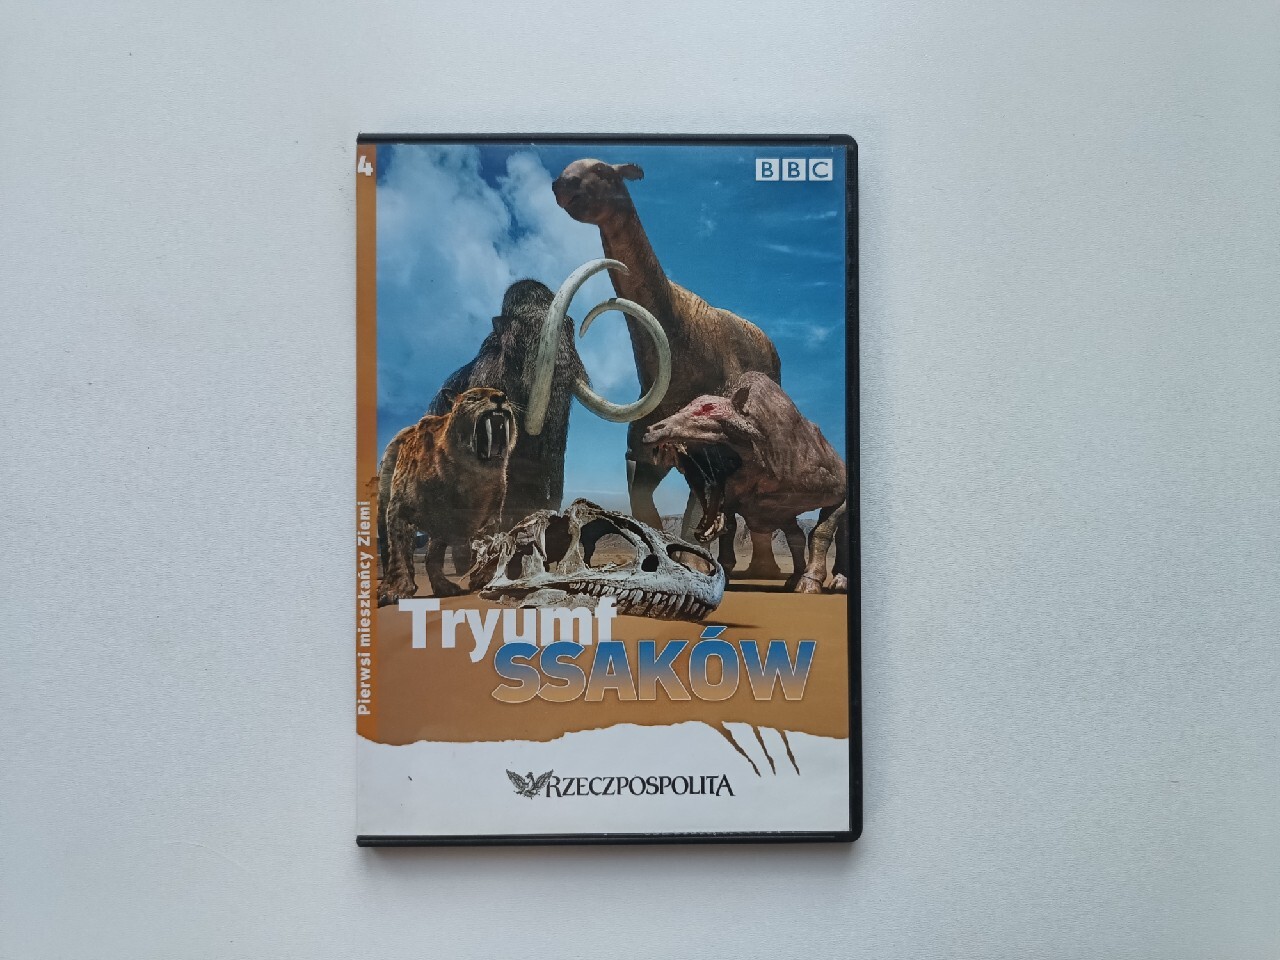 4
BBC
Pierwsi mieszkańcy Ziemi
Tryumf
SSAKÓW
RZECZPOSPOLITA